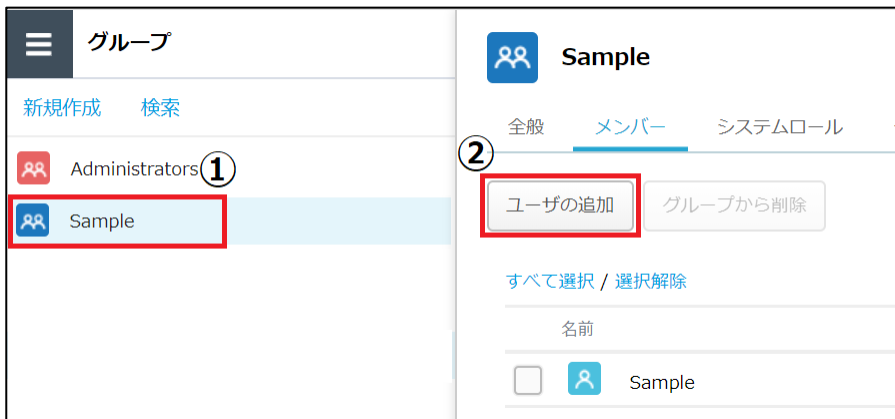 グループ
新規作成 検索
Administrators①
Sample
Sample
全般 メンバー システムロール
②
ユーザの追加 グループから削除
すべて選択 / 選択解除
名前
Sample